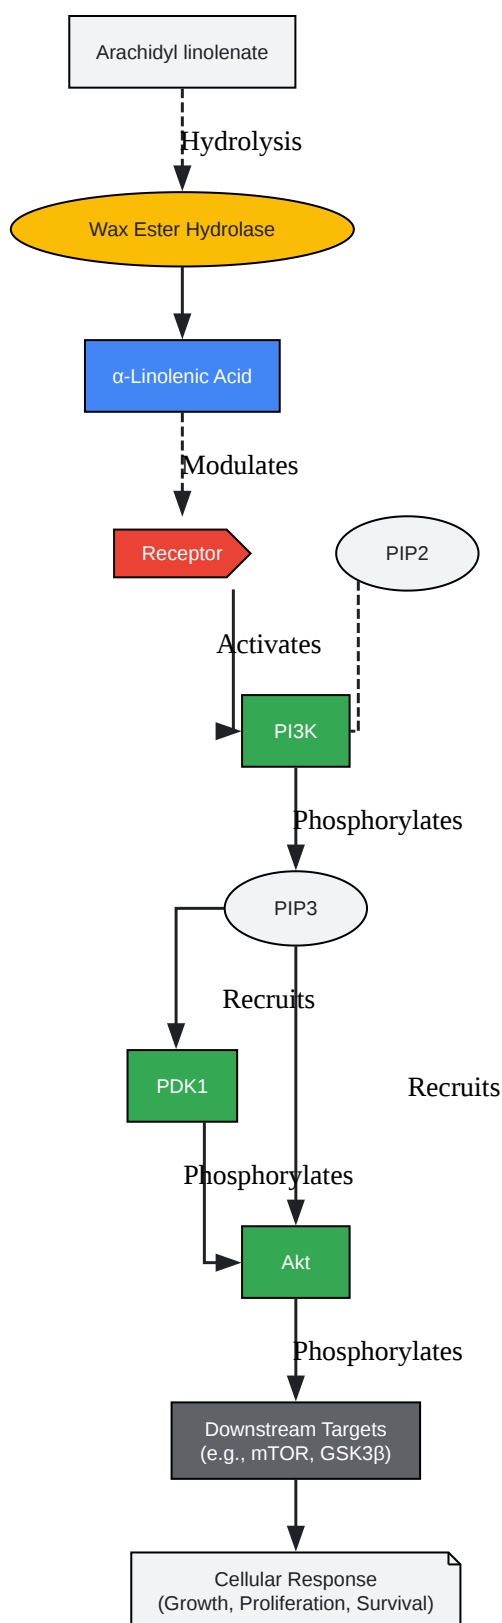 Arachidyl linolenate
Hydrolysis
Wax Ester Hydrolase
α-Linolenic Acid
Modulates
Receptor
PIP2
Activates
PI3K
Phosphorylates
PIP3
Recruits
PDK1
Recruits
Phosphorylates
Akt
Phosphorylates
Downstream Targets
(e.g., mTOR, GSK3β)
Cellular Response
(Growth, Proliferation, Survival)